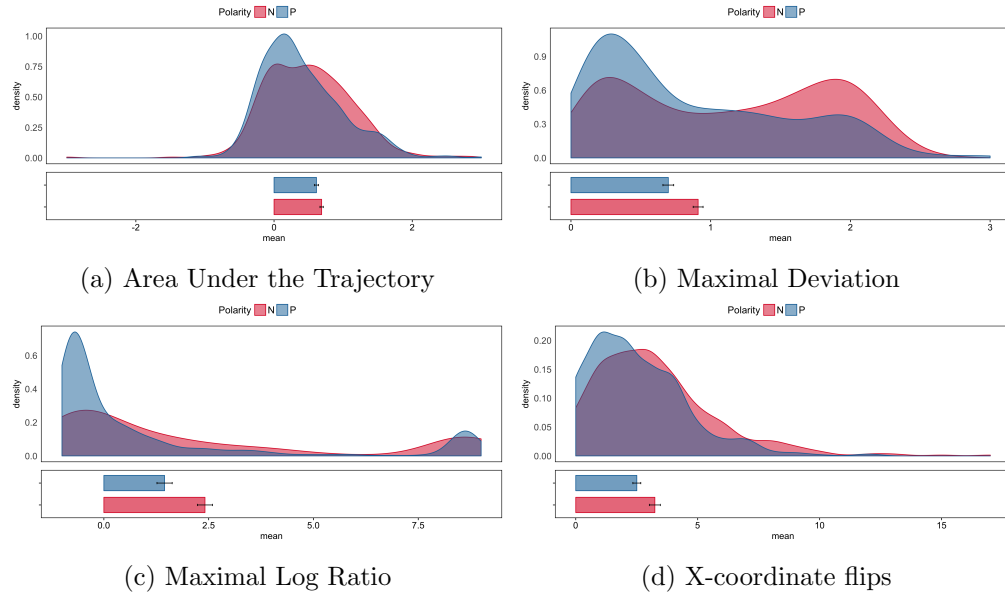 Polarity N P
1.00
0.75
0.50
0.25
0.00
density
-2 0 2
mean
(a) Area Under the Trajectory
Polarity N P
0.9
0.6
0.3
0.0
density
0 1 2 3
mean
(b) Maximal Deviation
Polarity N P
0.6
0.4
0.2
0.0
density
0.0 2.5 5.0 7.5
mean
(c) Maximal Log Ratio
Polarity N P
0.20
0.15
0.10
0.05
0.00
density
0 5 10 15
mean
(d) X-coordinate flips